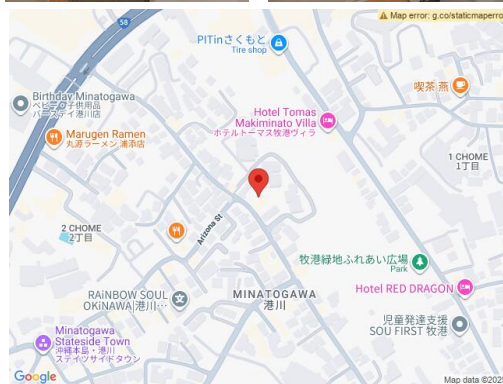 Map error: g.co/staticmaperro
58
PITinさくもと
Tire shop
喫茶 燕
Birthday Minatogawa
ベビー子供用品
バースデイ港川店
Hotel Tomas
Makiminato Villa
ホテルトーマス牧港ヴィラ
Marugen Ramen
丸源ラーメン 浦添店
1 CHOME
1丁目
2 CHOME
2丁目
Arizona St
牧港緑地ふれあい広場
Park
RAiNBOW SOUL
OKiNAWA|港川…
MINATOGAWA
港川
Hotel RED DRAGON
児童発達支援
SOU FIRST 牧港
Minatogawa
Stateside Town
沖縄本島・港川
ステイツサイドタウン
Google
Map data ©202